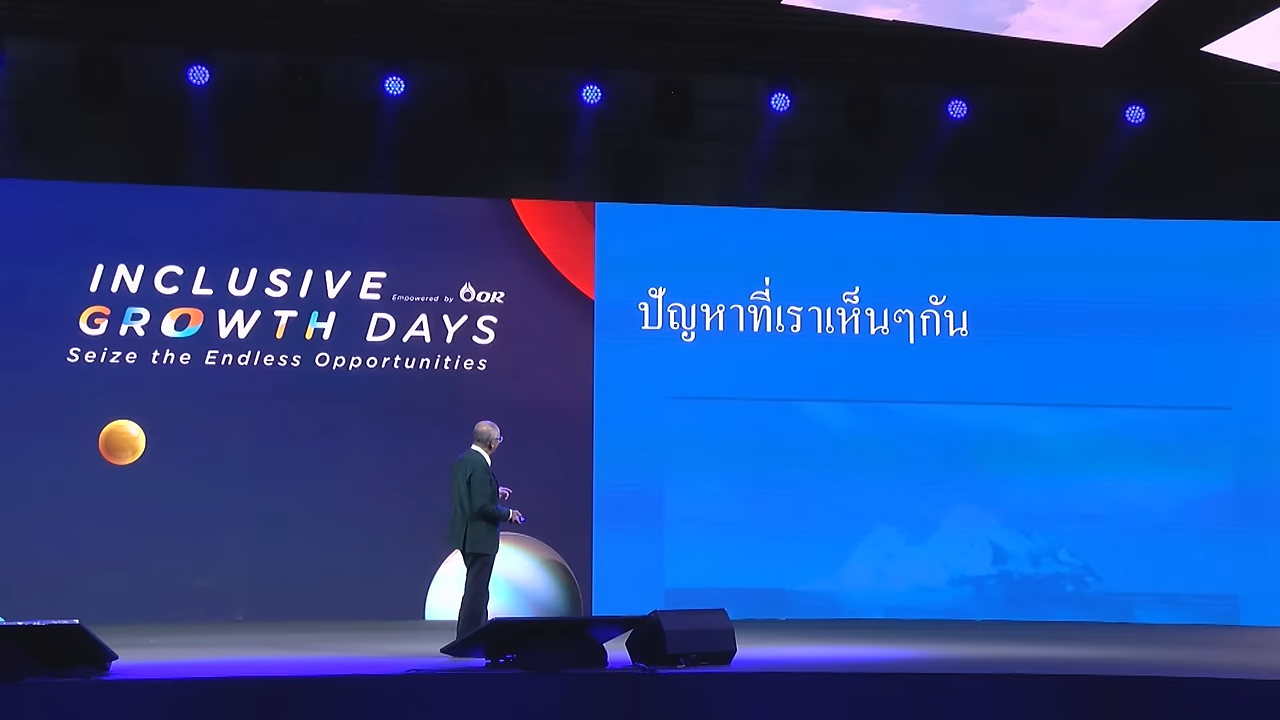 INCLUSIVE
Empowered by OR
GROWTH DAYS
Seize the Endless Opportunities
ปัญหาที่เราเห็นๆกัน